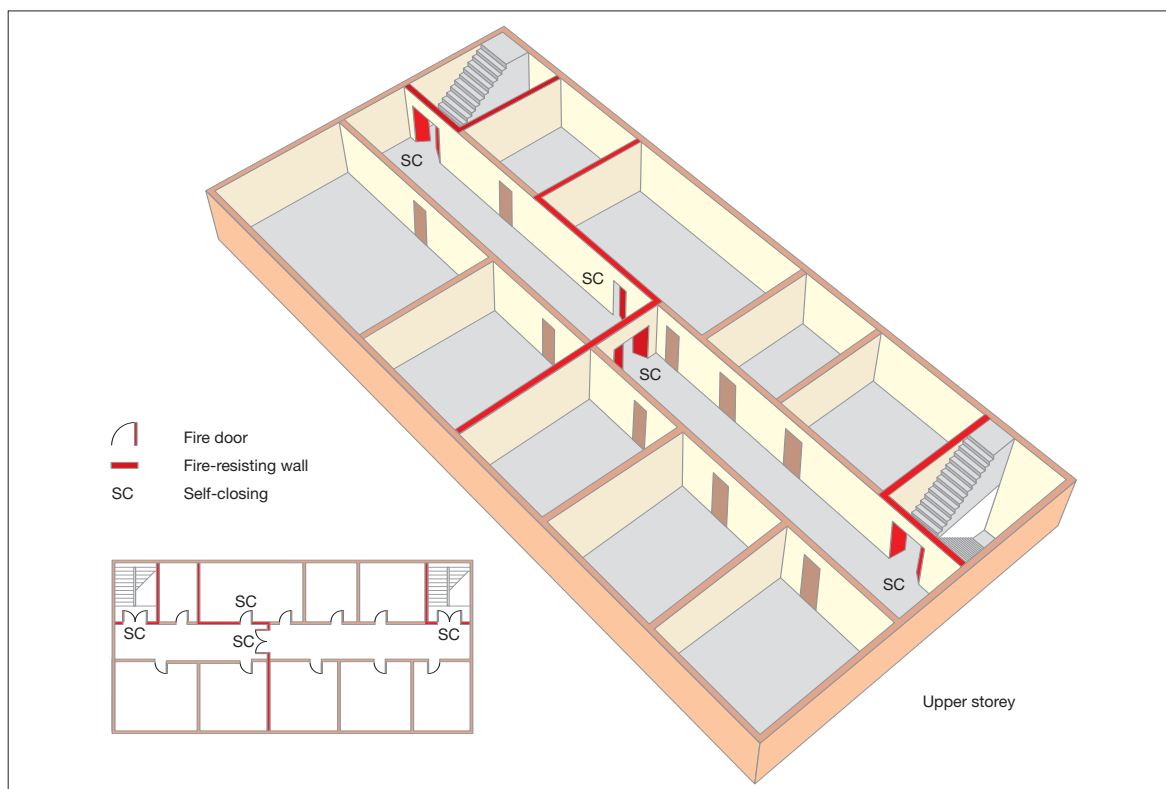 SC
SC
SC
Fire door
Fire-resisting wall
SC Self-closing
SC
SC
SC
SC
SC
Upper storey